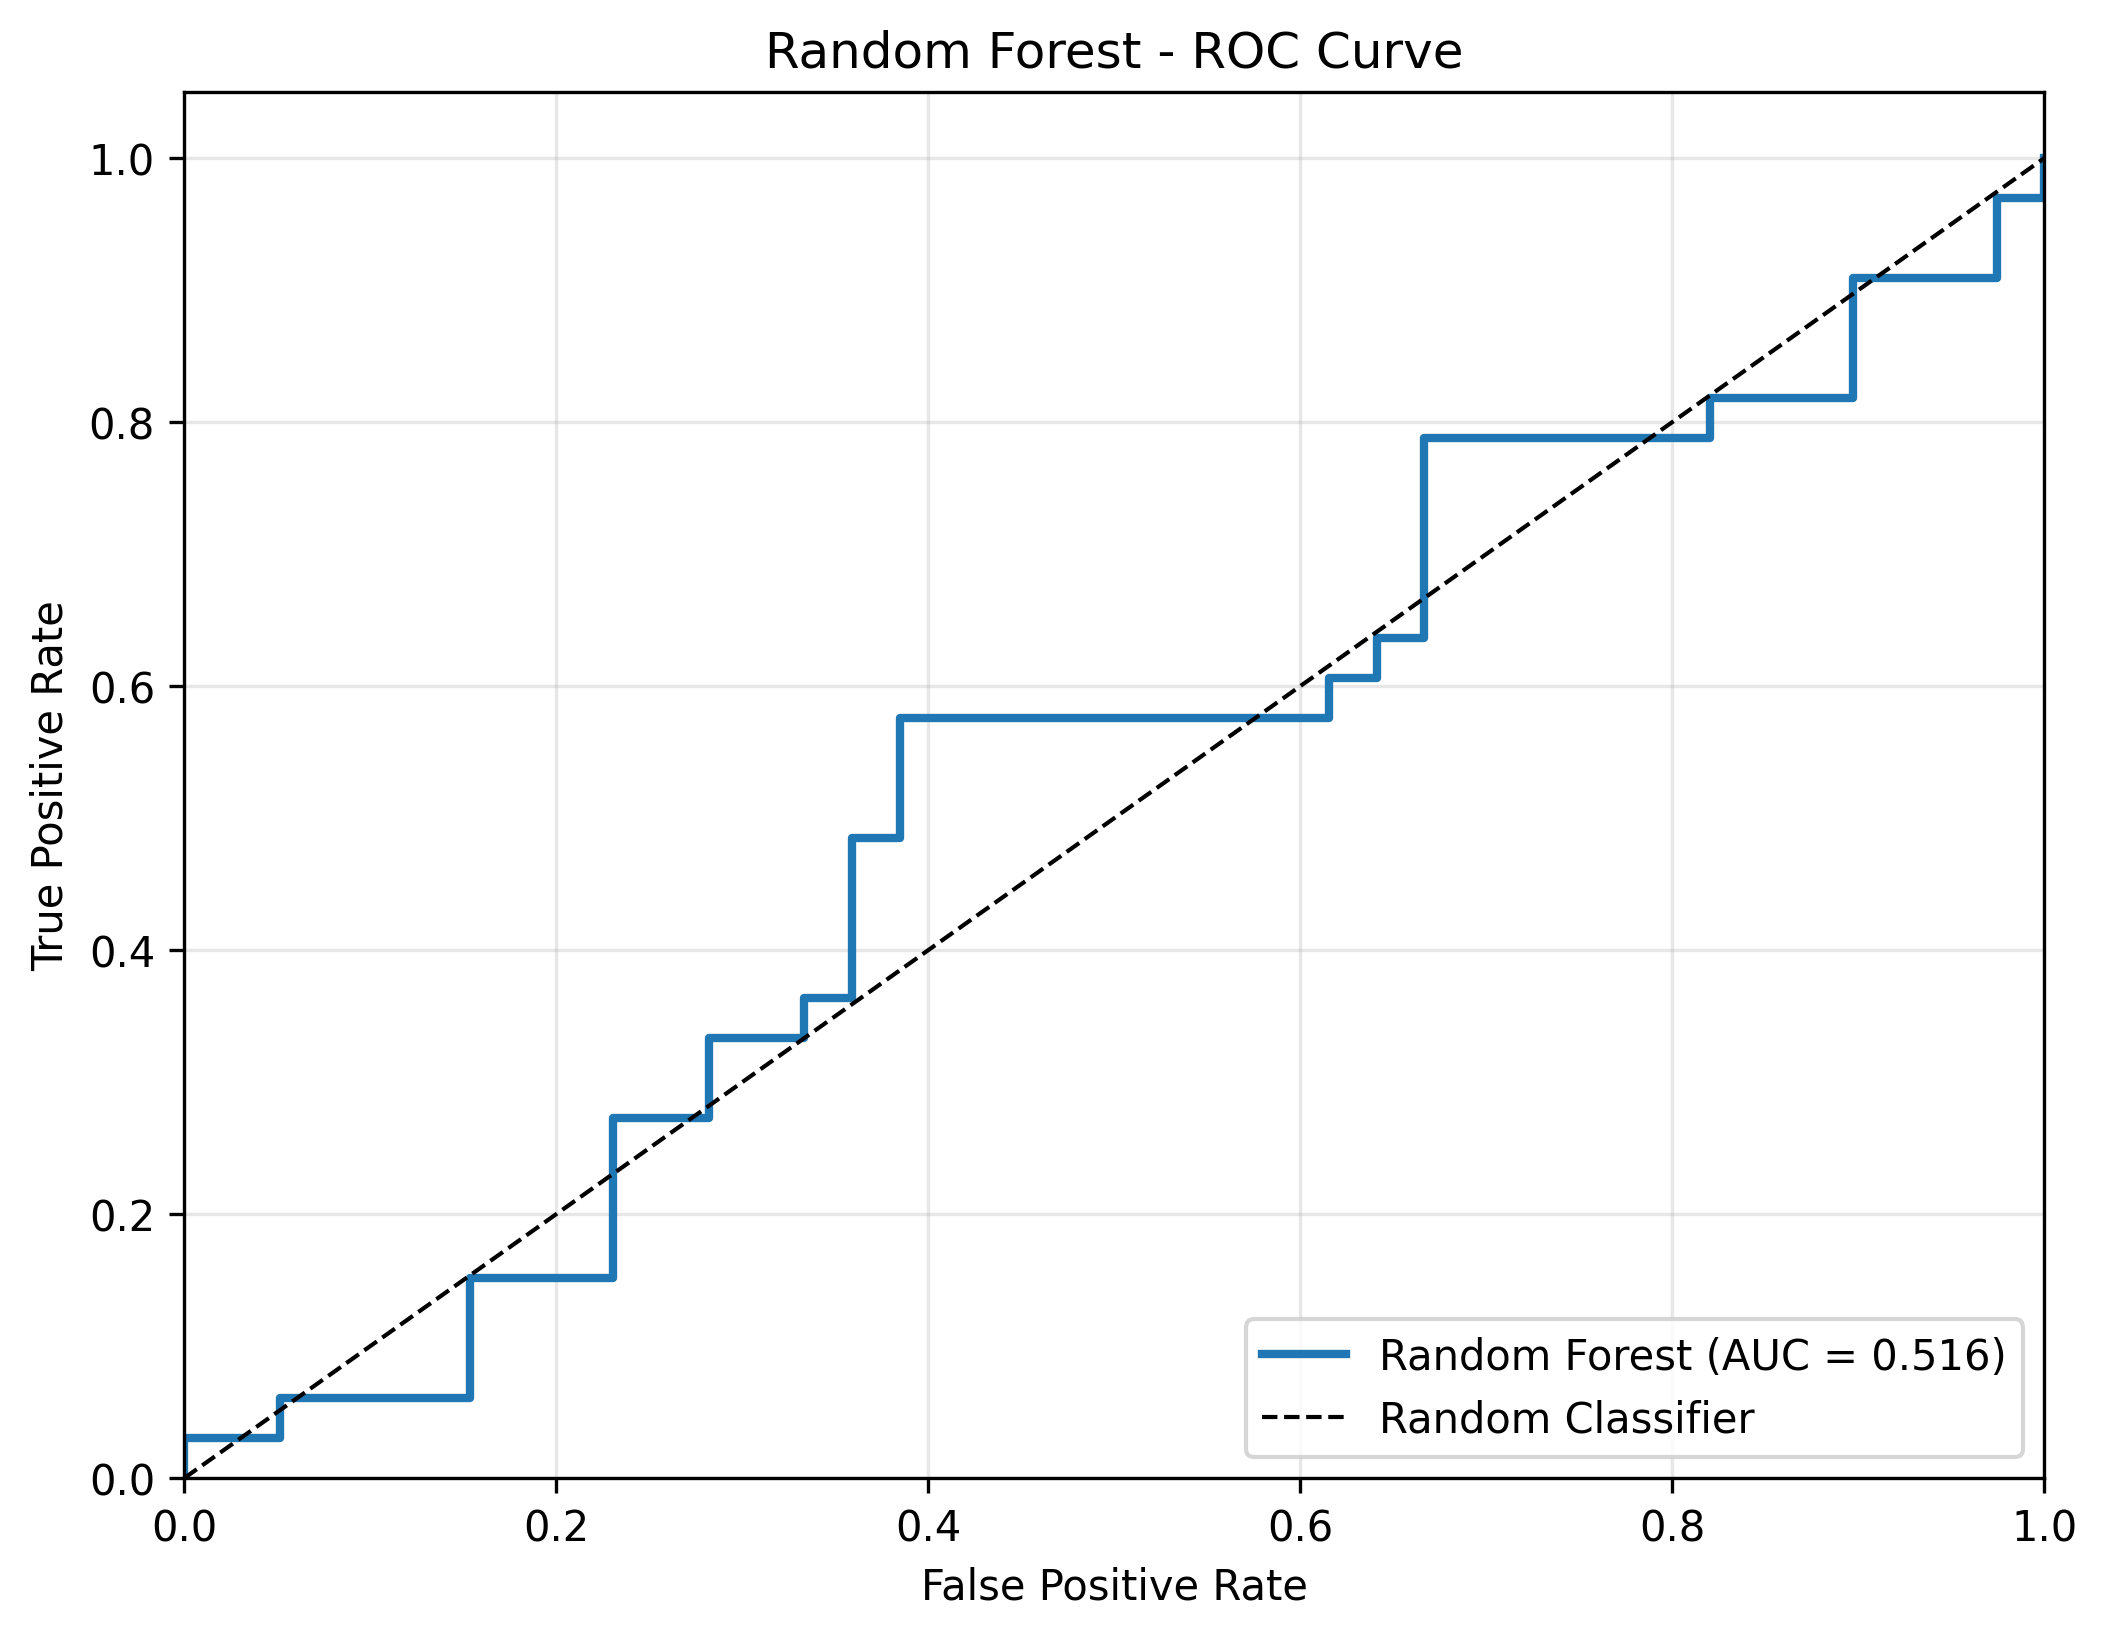 Random Forest - ROC Curve
1.0
0.8
0.6
0.4
0.2
0.0
True Positive Rate
0.0 0.2 0.4 0.6 0.8 1.0
False Positive Rate
Random Forest (AUC = 0.516)
Random Classifier